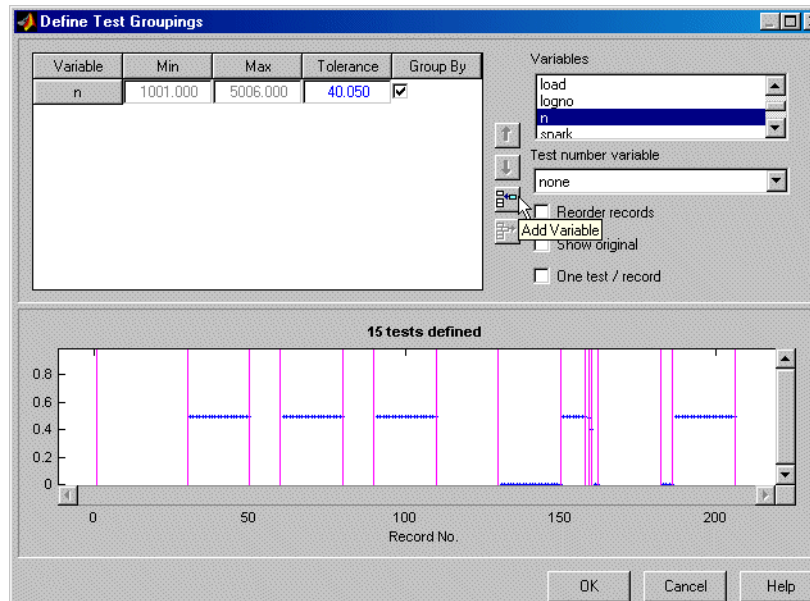 Define Test Groupings
Variable Min Max Tolerance Group By
n 1001.000 5006.000 40.050
Variables
load
logno
n
spark
Test number variable
none
Reorder records
Add Variable
Show original
One test / record
15 tests defined
0.8
0.6
0.4
0.2
0
0 50 100 150 200
Record No.
OK Cancel Help